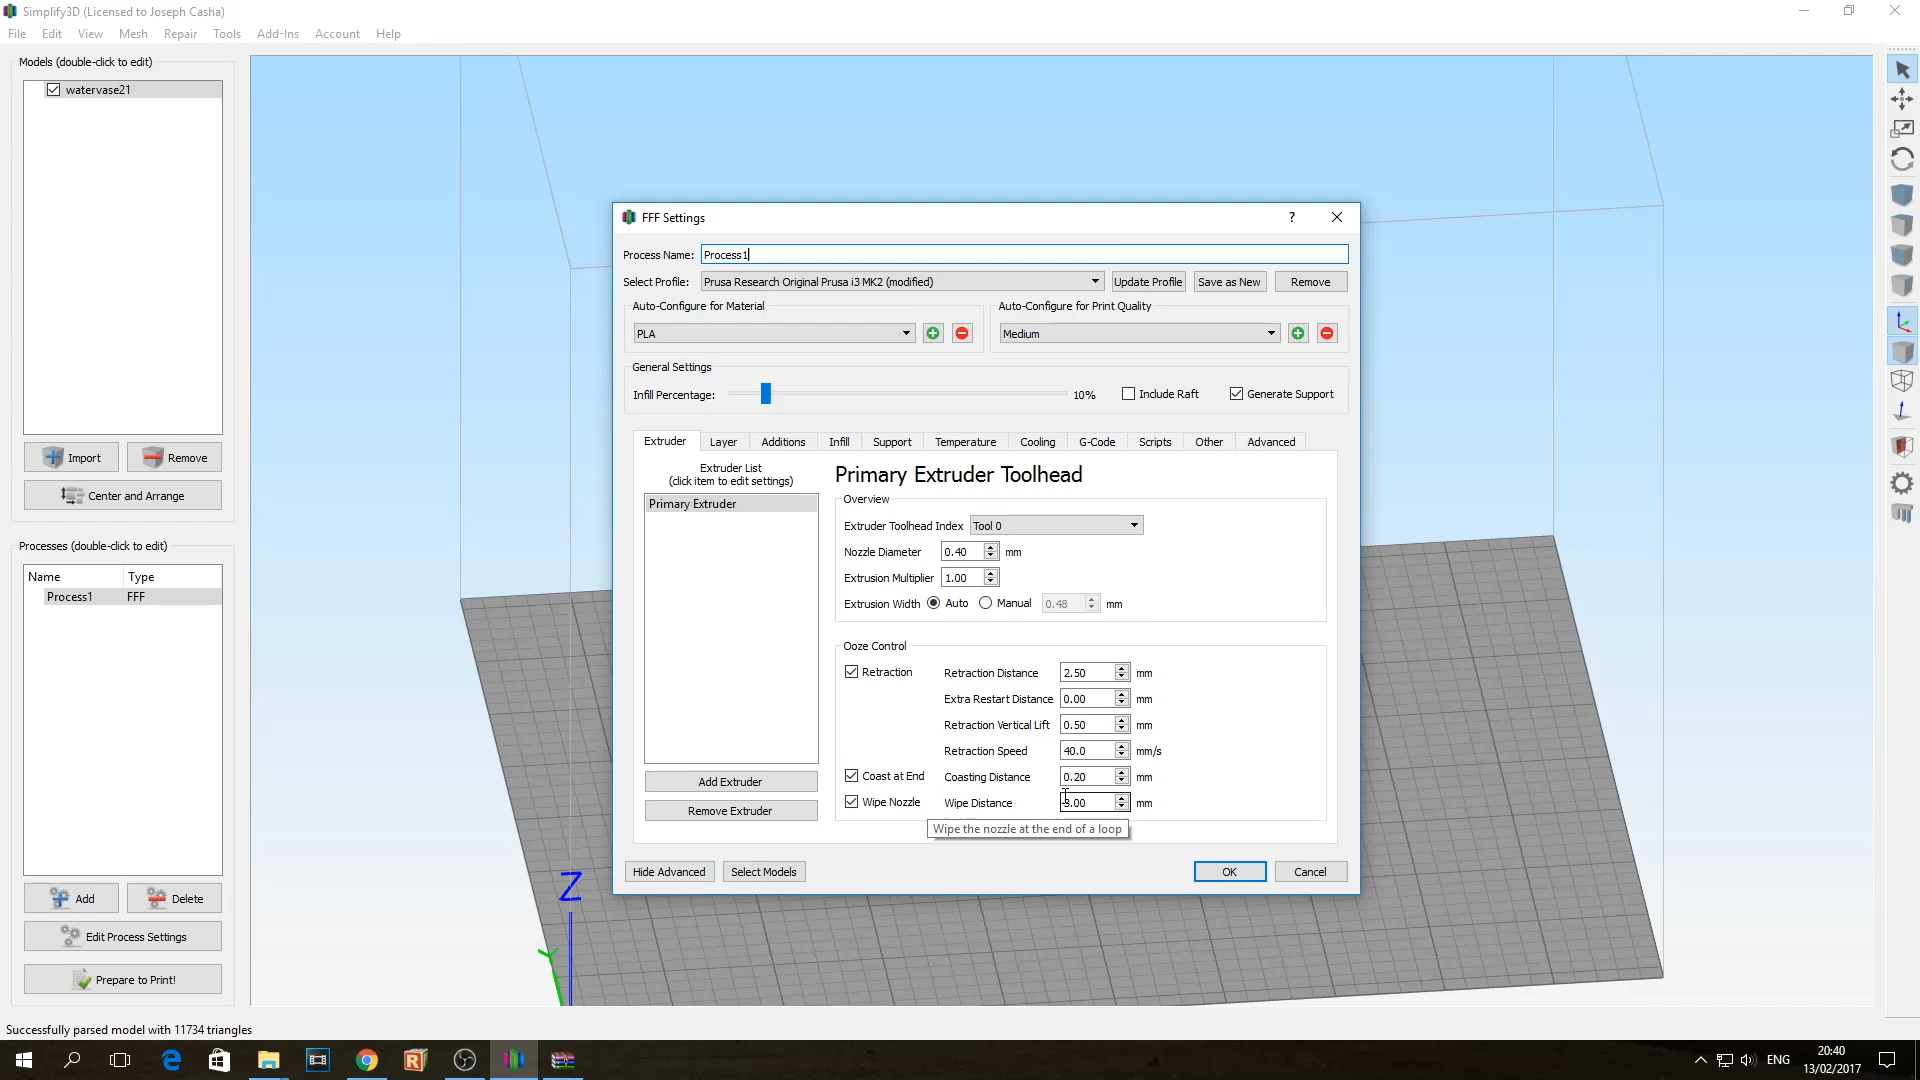 Simplify3D (Licensed to Joseph Casha)
File Edit View Mesh Repair Tools Add-Ins Account Help
Models (double-click to edit)
watervase21
Import Remove
Center and Arrange
Processes (double-click to edit)
Name Type
Process1 FFF
Add Delete
Edit Process Settings
Prepare to Print!
Successfully parsed model with 11734 triangles
FFF Settings
Process Name: Process1
Select Profile: Prusa Research Original Prusa i3 MK2 (modified) Update Profile Save as New Remove
Auto-Configure for Material Auto-Configure for Print Quality
PLA Medium
General Settings
Infill Percentage: 10% Include Raft Generate Support
Extruder Layer Additions Infill Support Temperature Cooling G-Code Scripts Other Advanced
Extruder List
(click item to edit settings)
Primary Extruder
Add Extruder
Remove Extruder
Primary Extruder Toolhead
Overview
Extruder Toolhead Index Tool 0
Nozzle Diameter 0.40 mm
Extrusion Multiplier 1.00
Extrusion Width Auto Manual 0.48 mm
Ooze Control
Retraction Retraction Distance 2.50 mm
Extra Restart Distance 0.00 mm
Retraction Vertical Lift 0.50 mm
Retraction Speed 40.0 mm/s
Coast at End Coasting Distance 0.20 mm
Wipe Nozzle Wipe Distance 3.00 mm
Wipe the nozzle at the end of a loop
Hide Advanced Select Models OK Cancel
Z
Y
ENG
20:40
13/02/2017